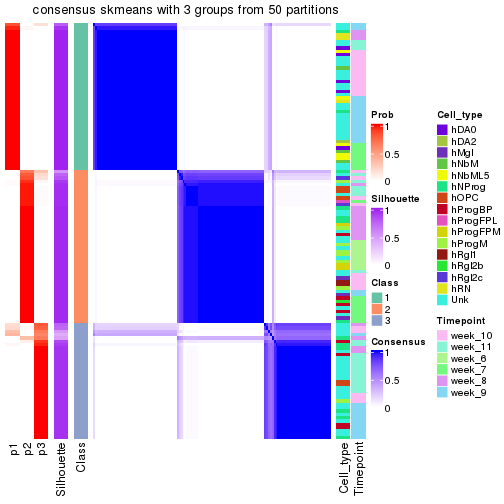 consensus skmeans with 3 groups from 50 partitions
p1
p2
p3
Silhouette
Class
Cell_type
Timepoint
Prob
1
0.5
0
Silhouette
1
0.5
0
Class
1
2
3
Consensus
1
0.5
0
Cell_type
hDA0
hDA2
hMgl
hNbM
hNbML5
hNProg
hOPC
hProgBP
hProgFPL
hProgFPM
hProgM
hRgl1
hRgl2b
hRgl2c
hRN
Unk
Timepoint
week_10
week_11
week_6
week_7
week_8
week_9